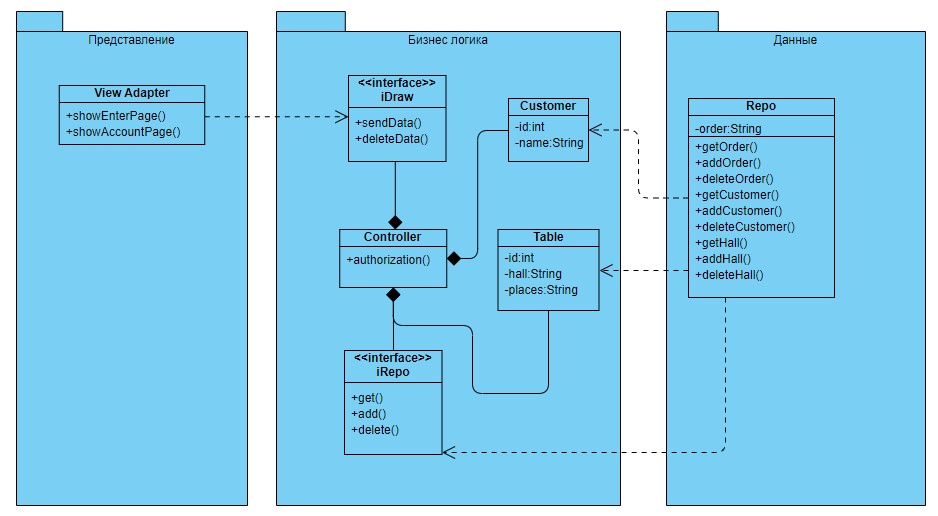 Представление
View Adapter
+showEnterPage()
+showAccountPage()
Бизнес логика
<<interface>>
iDraw
+sendData()
+deleteData()
Customer
-id:int
-name:String
Controller
+authorization()
Table
-id:int
-hall:String
-places:String
<<interface>>
iRepo
+get()
+add()
+delete()
Данные
Repo
-order:String
+getOrder()
+addOrder()
+deleteOrder()
+getCustomer()
+addCustomer()
+deleteCustomer()
+getHall()
+addHall()
+deleteHall()